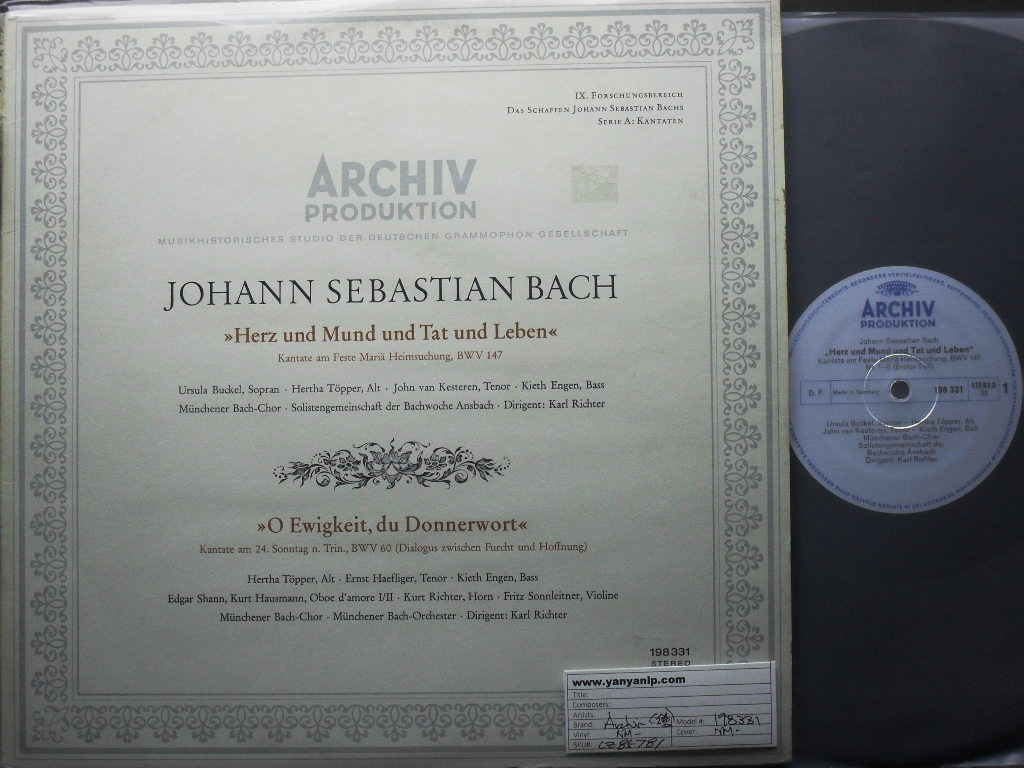 IX. Forschungsbereich
Das Schaffen Johann Sebastian Bachs
Serie A: Kantaten
ARCHIV
PRODUKTION
MUSIKHISTORISCHES STUDIO DER DEUTSCHEN GRAMMOPHON GESELLSCHAFT
JOHANN SEBASTIAN BACH
»Herz und Mund und Tat und Leben«
Kantate am Feste Mariä Heimsuchung, BWV 147
Ursula Buckel, Sopran · Hertha Töpper, Alt · John van Kesteren, Tenor · Kieth Engen, Bass
Münchener Bach-Chor · Solistengemeinschaft der Bachwoche Ansbach · Dirigent: Karl Richter
»O Ewigkeit, du Donnerwort«
Kantate am 24. Sonntag n. Trin., BWV 60 (Dialogus zwischen Furcht und Hoffnung)
Hertha Töpper, Alt · Ernst Haefliger, Tenor · Kieth Engen, Bass
Edgar Shann, Kurt Hausmann, Oboe d'amore I/II · Kurt Richter, Horn · Fritz Sonnleitner, Violine
Münchener Bach-Chor · Münchener Bach-Orchester · Dirigent: Karl Richter
198 331
STEREO
www.yanyanlp.com
Title:
Composers:
Artists:
Brand: Archiv Model #: 198331
Vinyl: NM- Cover: NM-
SKU#:
ARCHIV
PRODUKTION
Johann Sebastian Bach
„Herz und Mund und Tat und Leben"
Kantate am Feste Mariä Heimsuchung, BWV 147
Nr. 1-6 (Erster Teil)
D.P. Made in Germany 198 331 STEREO 1
Ursula Buckel, Sopran – Hertha Töpper, Alt
John van Kesteren, Tenor – Kieth Engen, Baß
Münchener Bach-Chor
Solistengemeinschaft der
Bachwoche Ansbach
Dirigent: Karl Richter